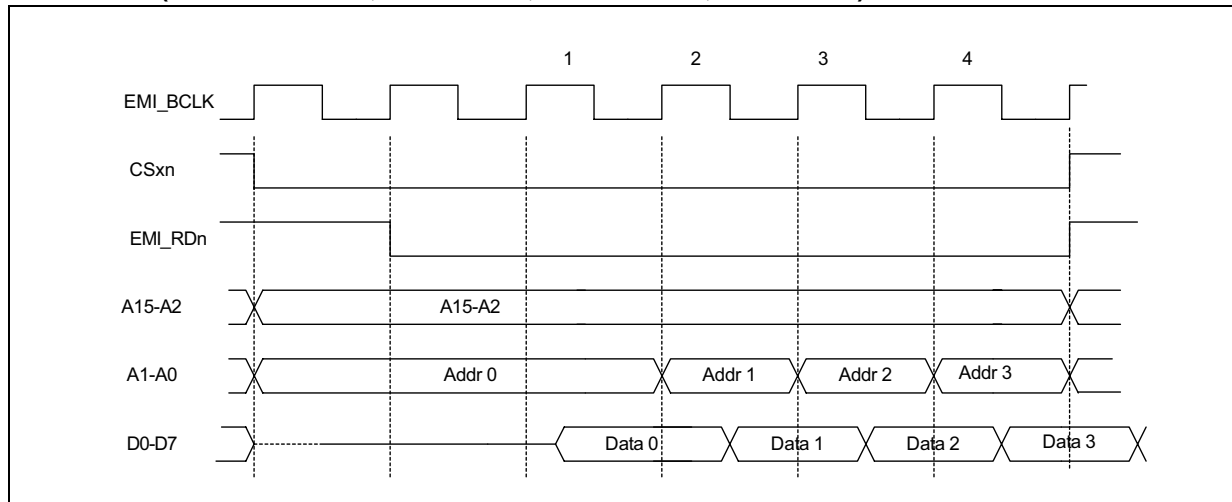 1 2 3 4
EMI_BCLK
CSxn
EMI_RDn
A15-A2 A15-A2
A1-A0 Addr 0 Addr 1 Addr 2 Addr 3
D0-D7 Data 0 Data 1 Data 2 Data 3